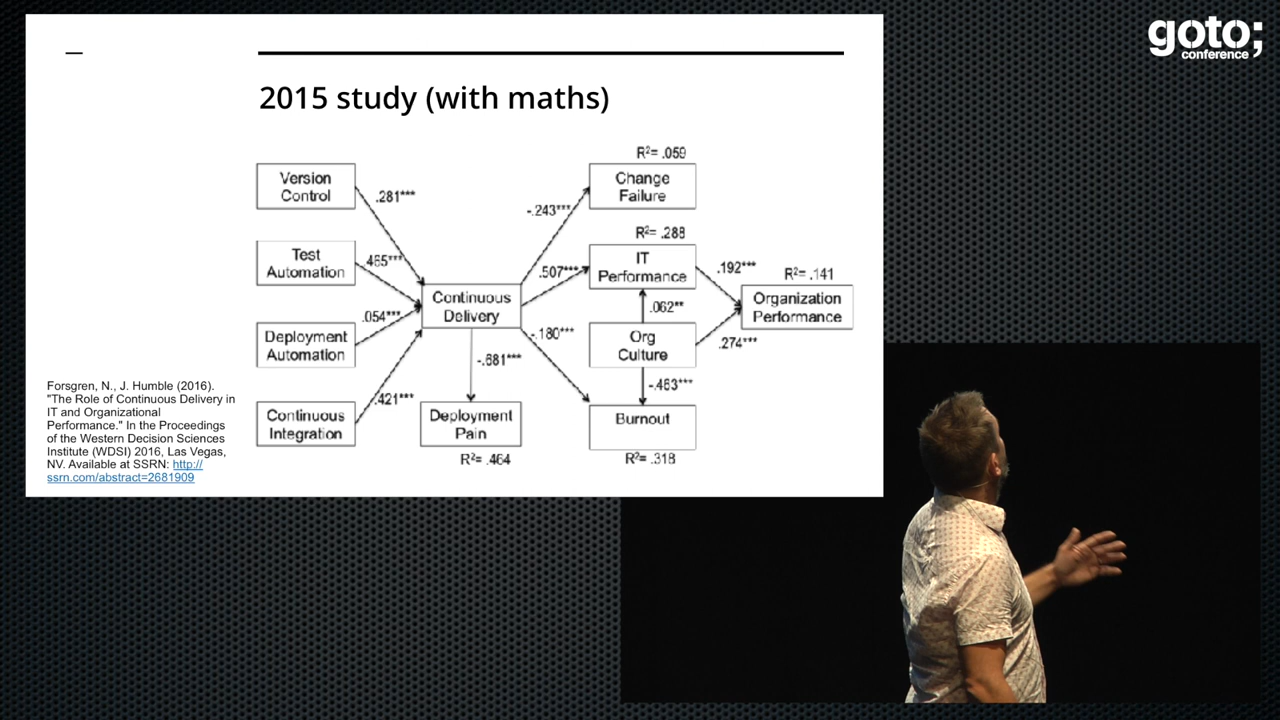 goto;
conference
2015 study (with maths)
R²= .059
Version
Control
Change
Failure
.281***
-.243***
R²= .288
Test
Automation
IT
Performance
.465***
.507***
.192***
R²= .141
Continuous
Delivery
Organization
Performance
.054***
.062**
Deployment
Automation
-.180***
Org
Culture
.274***
-.681***
-.483***
Forsgren, N., J. Humble (2016).
"The Role of Continuous Delivery in
IT and Organizational
Performance." In the Proceedings
of the Western Decision Sciences
Institute (WDSI) 2016, Las Vegas,
NV. Available at SSRN: http://
ssrn.com/abstract=2681909
.421***
Continuous
Integration
Deployment
Pain
Burnout
R²= .464
R²= .318